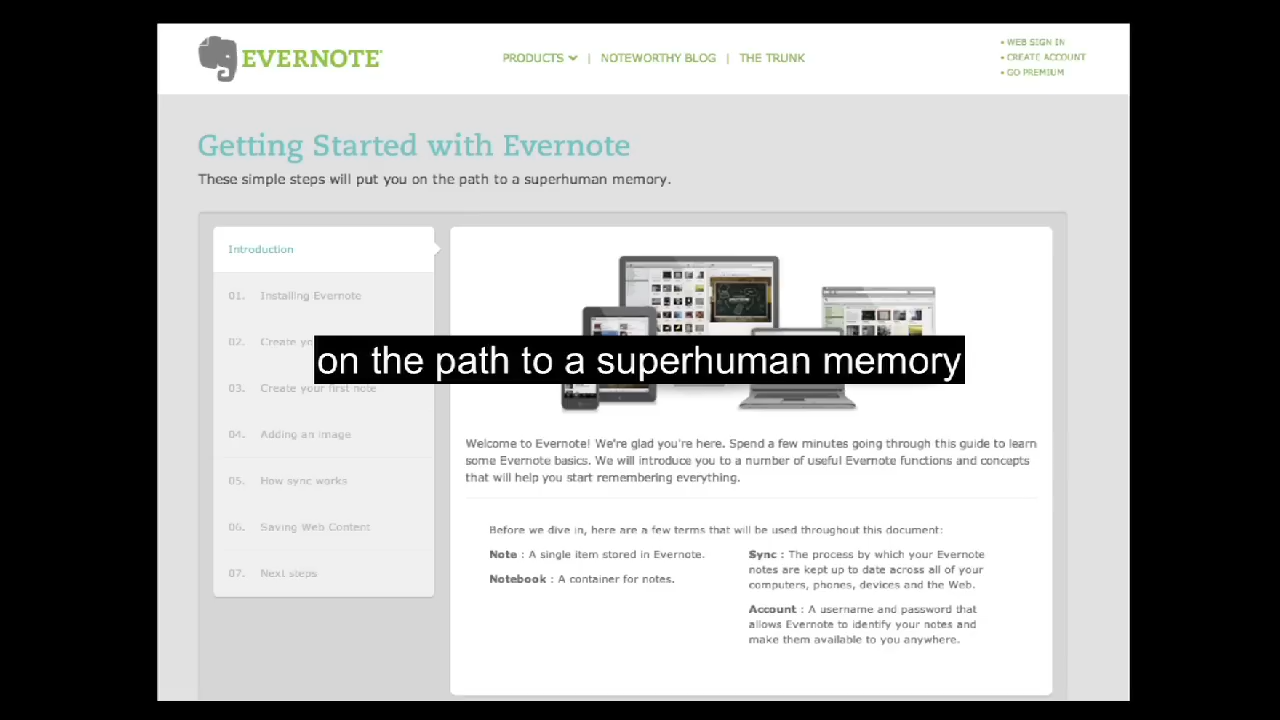 EVERNOTE
PRODUCTS | NOTEWORTHY BLOG | THE TRUNK
• WEB SIGN IN
• CREATE ACCOUNT
• GO PREMIUM
Getting Started with Evernote
These simple steps will put you on the path to a superhuman memory.
Introduction
01. Installing Evernote
02. Create
03. Create your first note
04. Adding an image
05. How sync works
06. Saving Web Content
07. Next steps
on the path to a superhuman memory
Welcome to Evernote! We're glad you're here. Spend a few minutes going through this guide to learn
some Evernote basics. We will introduce you to a number of useful Evernote functions and concepts
that will help you start remembering everything.
Before we dive in, here are a few terms that will be used throughout this document:
Note : A single item stored in Evernote.
Notebook : A container for notes.
Sync : The process by which your Evernote
notes are kept up to date across all of your
computers, phones, devices and the Web.
Account : A username and password that
allows Evernote to identify your notes and
make them available to you anywhere.